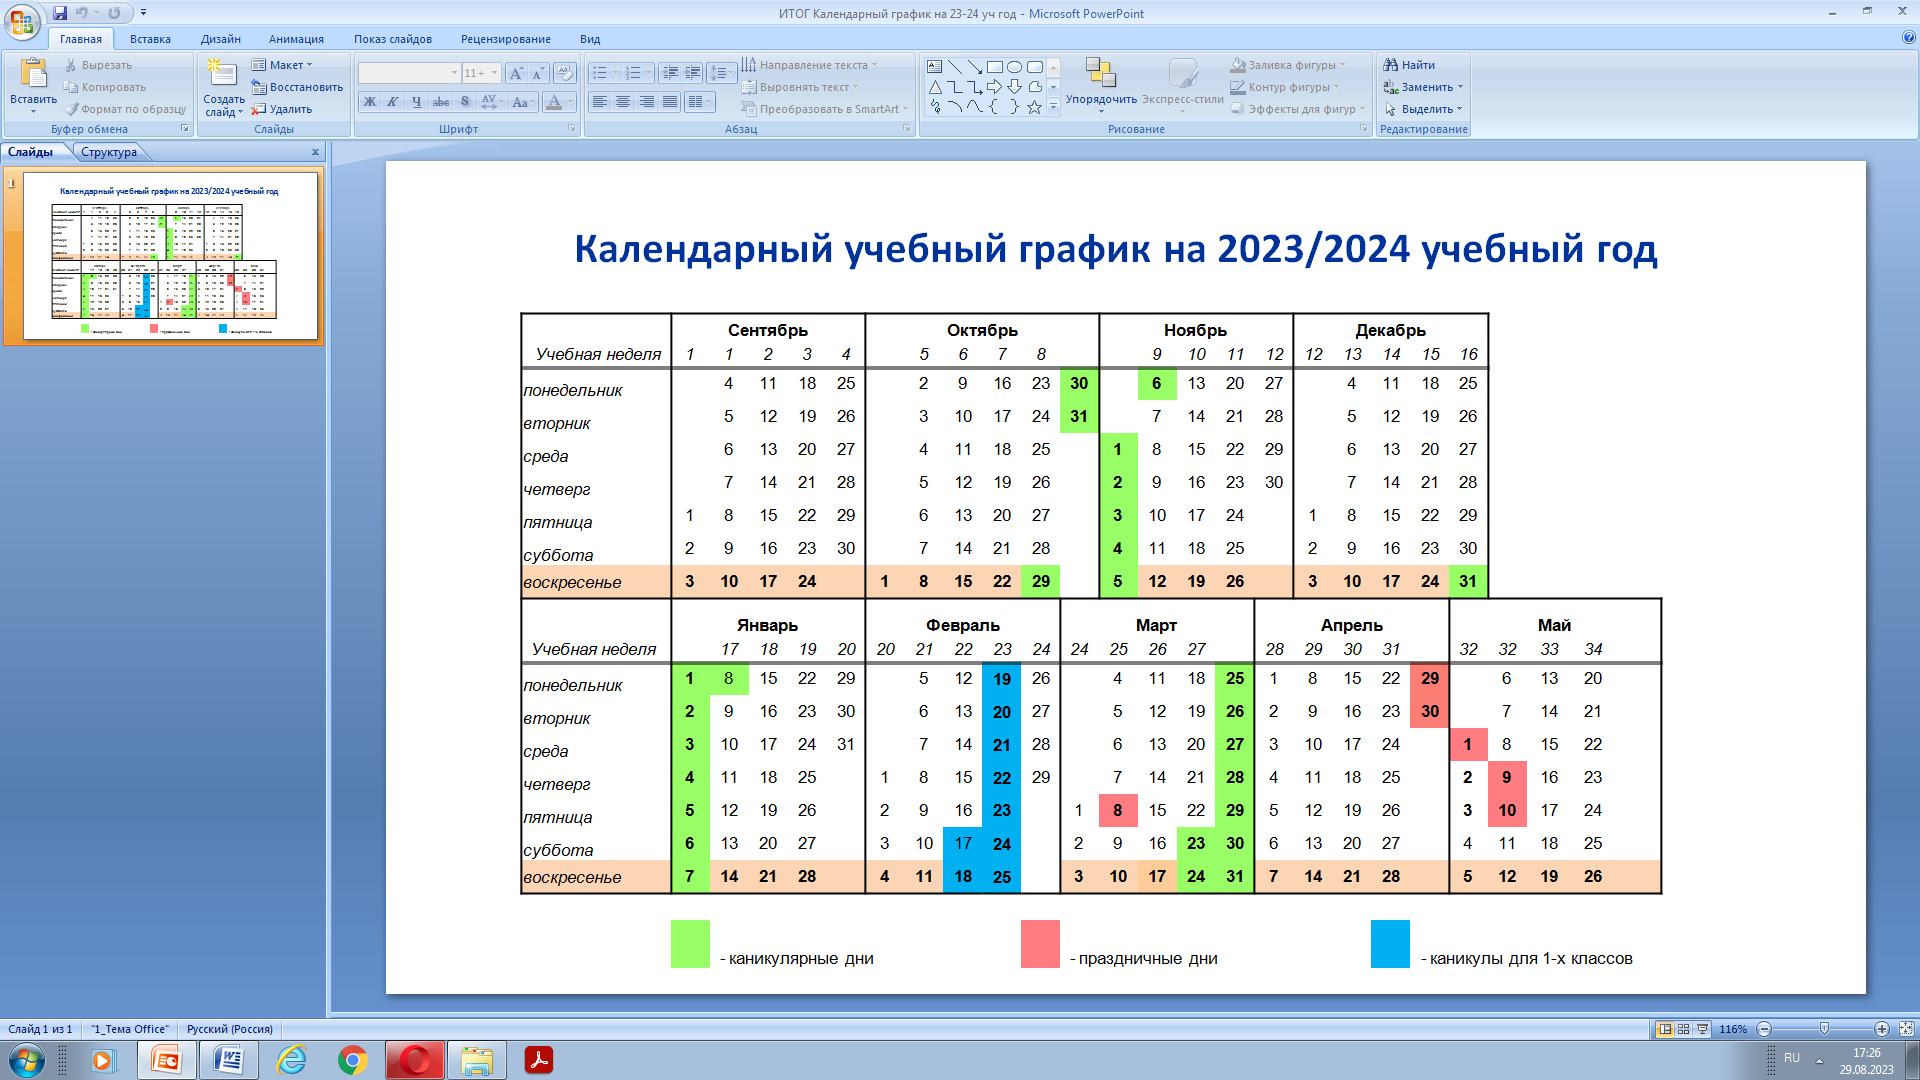 ИТОГ Календарный график на 23-24 уч год - Microsoft PowerPoint
Главная Вставка Дизайн Анимация Показ слайдов Рецензирование Вид
Вставить
Вырезать
Копировать
Формат по образцу
Буфер обмена
Создать слайд
Макет
Восстановить
Удалить
Слайды
11
Ж К Ч abc S AV Aa A
Шрифт
Направление текста
Выровнять текст
Преобразовать в SmartArt
Абзац
Упорядочить
Экспресс-стили
Заливка фигуры
Контур фигуры
Эффекты для фигур
Рисование
Найти
Заменить
Выделить
Редактирование
Слайды Структура x
1
Календарный учебный график на 2023/2024 учебный год
Календарный учебный график на 2023/2024 учебный год
Сентябрь Октябрь Ноябрь Декабрь
Учебная неделя 1 1 2 3 4 5 6 7 8 9 10 11 12 12 13 14 15 16
понедельник 4 11 18 25 2 9 16 23 30 6 13 20 27 4 11 18 25
вторник 5 12 19 26 3 10 17 24 31 7 14 21 28 5 12 19 26
среда 6 13 20 27 4 11 18 25 1 8 15 22 29 6 13 20 27
четверг 7 14 21 28 5 12 19 26 2 9 16 23 30 7 14 21 28
пятница 1 8 15 22 29 6 13 20 27 3 10 17 24 1 8 15 22 29
суббота 2 9 16 23 30 7 14 21 28 4 11 18 25 2 9 16 23 30
воскресенье 3 10 17 24 1 8 15 22 29 5 12 19 26 3 10 17 24 31
Январь Февраль Март Апрель Май
Учебная неделя 17 18 19 20 20 21 22 23 24 24 25 26 27 28 29 30 31 32 32 33 34
понедельник 1 8 15 22 29 5 12 19 26 4 11 18 25 1 8 15 22 29 6 13 20
вторник 2 9 16 23 30 6 13 20 27 5 12 19 26 2 9 16 23 30 7 14 21
среда 3 10 17 24 31 7 14 21 28 6 13 20 27 3 10 17 24 1 8 15 22
четверг 4 11 18 25 1 8 15 22 29 7 14 21 28 4 11 18 25 2 9 16 23
пятница 5 12 19 26 2 9 16 23 1 8 15 22 29 5 12 19 26 3 10 17 24
суббота 6 13 20 27 3 10 17 24 2 9 16 23 30 6 13 20 27 4 11 18 25
воскресенье 7 14 21 28 4 11 18 25 3 10 17 24 31 7 14 21 28 5 12 19 26
- каникулярные дни - праздничные дни - каникулы для 1-х классов
Слайд 1 из 1 "1_Тема Office" Русский (Россия) 116%
RU 17:26
29.08.2023